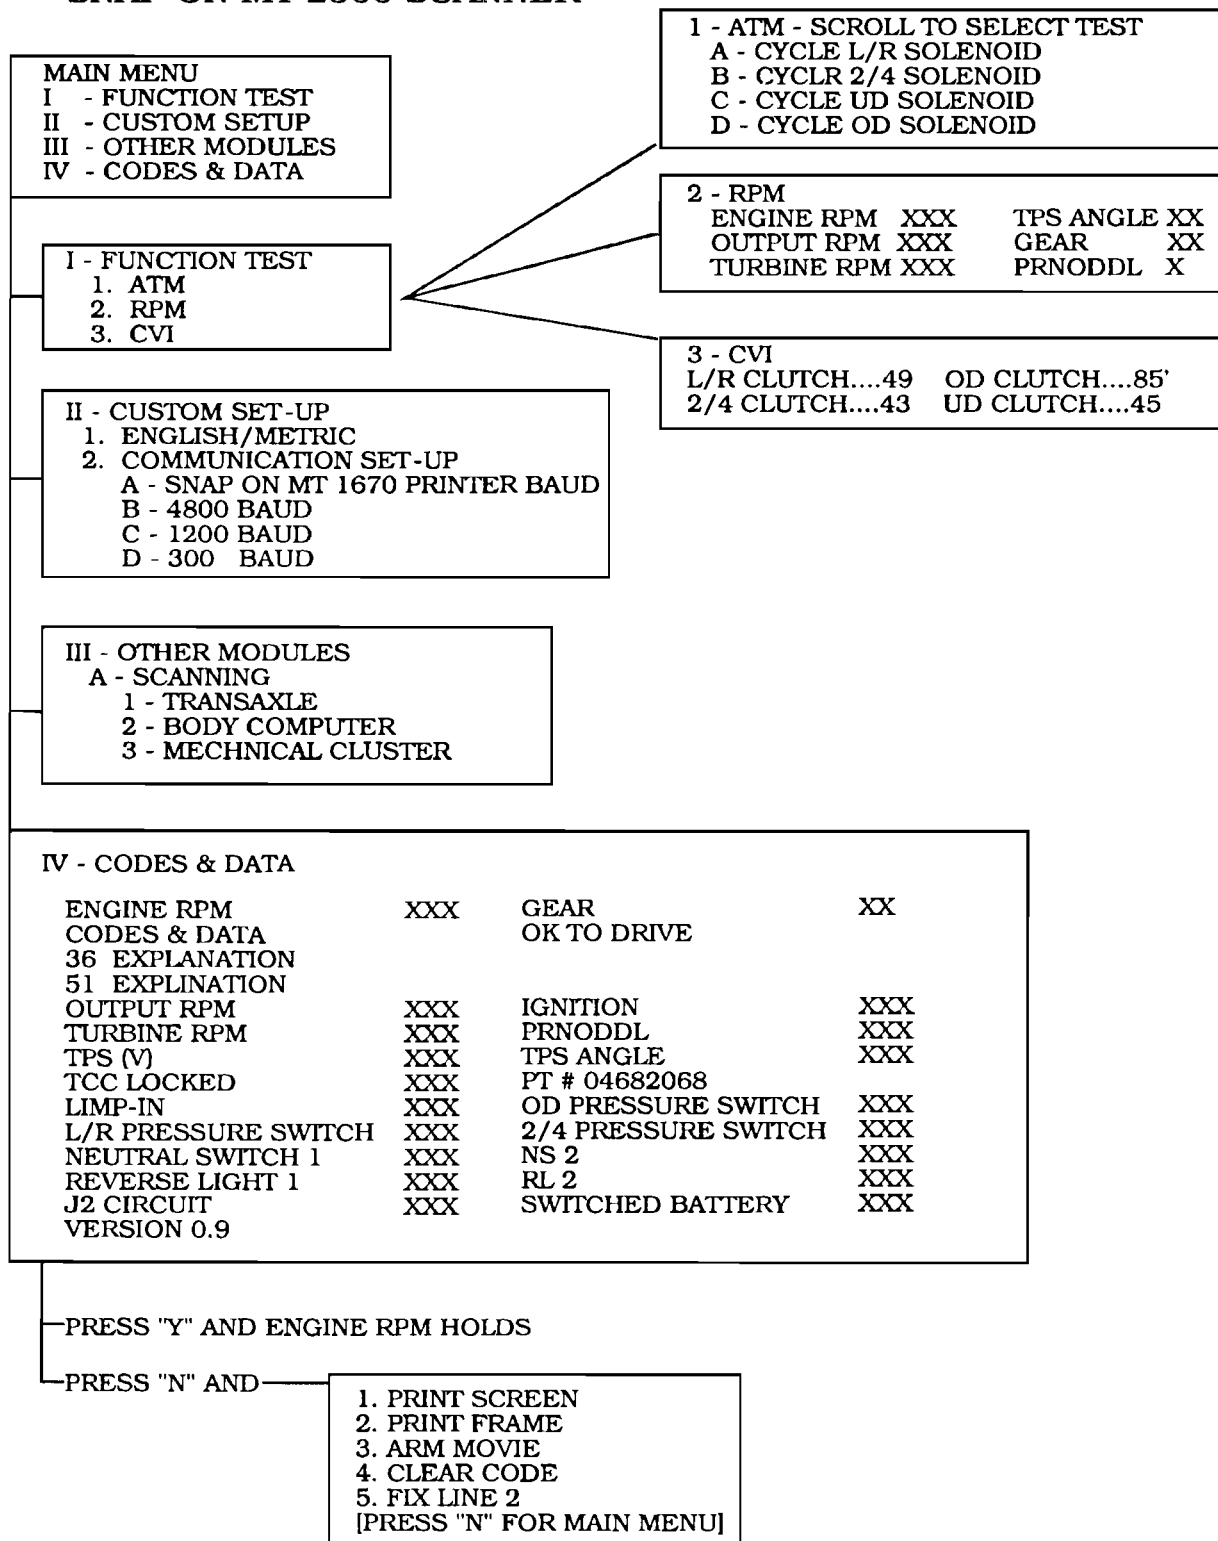 SNAP-ON MT 2500 SCANNER
MAIN MENU
I - FUNCTION TEST
II - CUSTOM SETUP
III - OTHER MODULES
IV - CODES & DATA
1 - ATM - SCROLL TO SELECT TEST
A - CYCLE L/R SOLENOID
B - CYCLR 2/4 SOLENOID
C - CYCLE UD SOLENOID
D - CYCLE OD SOLENOID
I - FUNCTION TEST
1. ATM
2. RPM
3. CVI
2 - RPM
ENGINE RPM XXX TPS ANGLE XX
OUTPUT RPM XXX GEAR XX
TURBINE RPM XXX PRNODDL X
3 - CVI
L/R CLUTCH....49 OD CLUTCH....85'
2/4 CLUTCH....43 UD CLUTCH....45
II - CUSTOM SET-UP
1. ENGLISH/METRIC
2. COMMUNICATION SET-UP
A - SNAP ON MT 1670 PRINTER BAUD
B - 4800 BAUD
C - 1200 BAUD
D - 300 BAUD
III - OTHER MODULES
A - SCANNING
1 - TRANSAXLE
2 - BODY COMPUTER
3 - MECHNICAL CLUSTER
IV - CODES & DATA
ENGINE RPM XXX GEAR XX
CODES & DATA OK TO DRIVE
36 EXPLANATION
51 EXPLINATION
OUTPUT RPM XXX IGNITION XXX
TURBINE RPM XXX PRNODDL XXX
TPS (V) XXX TPS ANGLE XXX
TCC LOCKED XXX PT # 04682068
LIMP-IN XXX OD PRESSURE SWITCH XXX
L/R PRESSURE SWITCH XXX 2/4 PRESSURE SWITCH XXX
NEUTRAL SWITCH 1 XXX NS 2 XXX
REVERSE LIGHT 1 XXX RL 2 XXX
J2 CIRCUIT XXX SWITCHED BATTERY XXX
VERSION 0.9
PRESS "Y" AND ENGINE RPM HOLDS
PRESS "N" AND
1. PRINT SCREEN
2. PRINT FRAME
3. ARM MOVIE
4. CLEAR CODE
5. FIX LINE 2
[PRESS "N" FOR MAIN MENU]